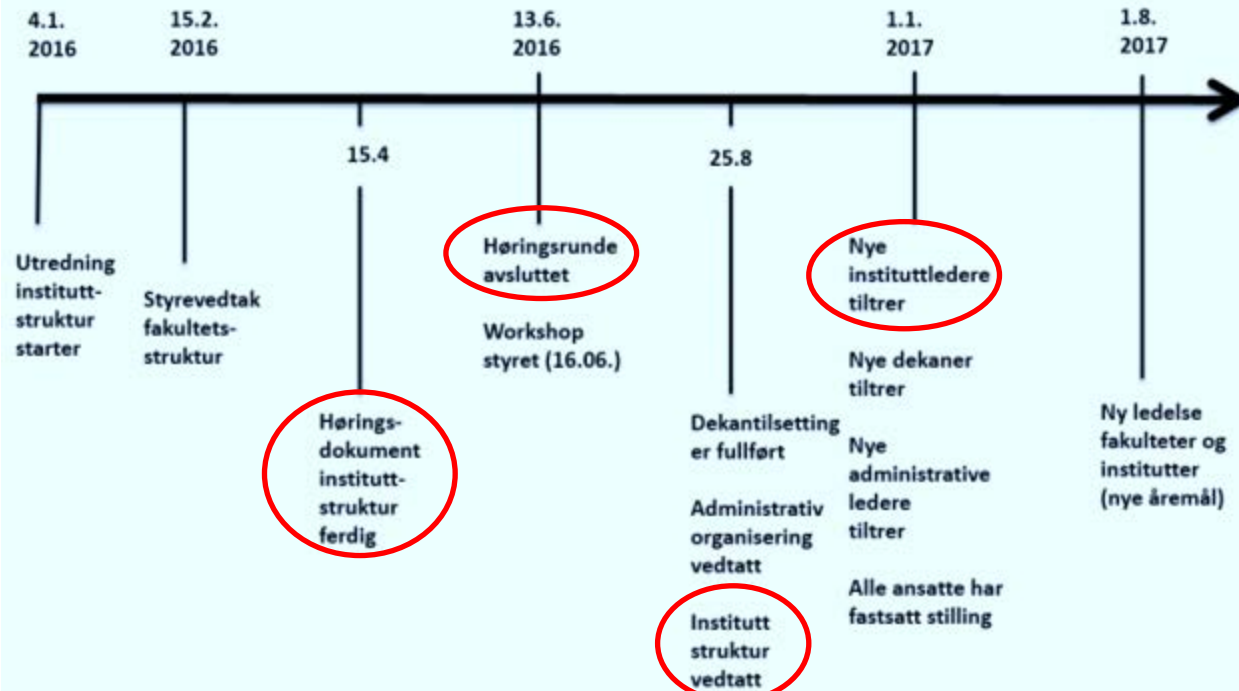 4.1.
2016
15.2.
2016
13.6.
2016
1.1.
2017
1.8.
2017
15.4
25.8
Utredning
institutt-
struktur
starter
Styrevedtak
fakultets-
struktur
Hørings-
dokument
institutt-
struktur
ferdig
Høringsrunde
avsluttet
Workshop
styret (16.06.)
Dekantilsetting
er fullført
Administrativ
organisering
vedtatt
Institutt
struktur
vedtatt
Nye
instituttledere
tiltrer
Nye dekaner
tiltrer
Nye
administrative
ledere
tiltrer
Alle ansatte har
fastsatt stilling
Ny ledelse
fakulteter og
institutter
(nye åremål)